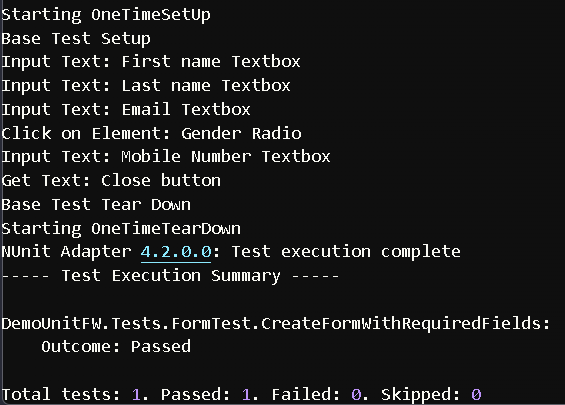 Starting OneTimeSetUp
Base Test Setup
Input Text: First name Textbox
Input Text: Last name Textbox
Input Text: Email Textbox
Click on Element: Gender Radio
Input Text: Mobile Number Textbox
Get Text: Close button
Base Test Tear Down
Starting OneTimeTearDown
NUnit Adapter 4.2.0.0: Test execution complete
----- Test Execution Summary -----
DemoUnitFW.Tests.FormTest.CreateFormWithRequiredFields:
Outcome: Passed
Total tests: 1. Passed: 1. Failed: 0. Skipped: 0